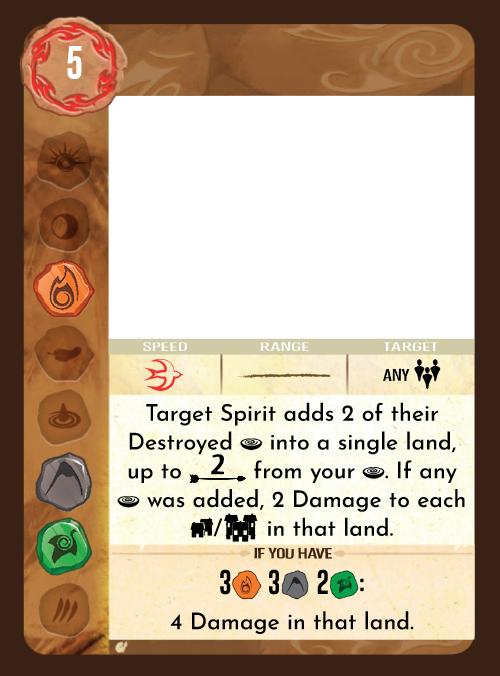 5
SPEED RANGE TARGET
ANY
Target Spirit adds 2 of their
Destroyed into a single land,
up to 2 from your . If any
was added, 2 Damage to each
/ in that land.
IF YOU HAVE
3 3 2 :
4 Damage in that land.